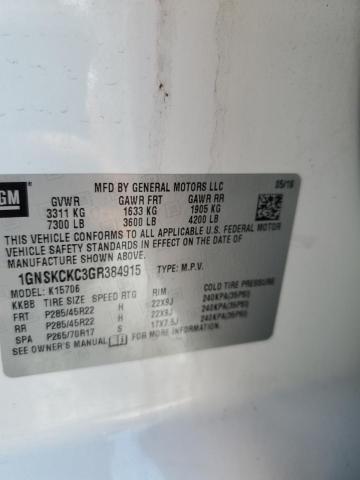 GM
MFD BY GENERAL MOTORS LLC 05/16
GVWR GAWR FRT GAWR RR
3311 KG 1633 KG 1905 KG
7300 LB 3600 LB 4200 LB
THIS VEHICLE CONFORMS TO ALL APPLICABLE U.S. FEDERAL MOTOR
VEHICLE SAFETY STANDARDS IN EFFECT ON THE DATE OF
MANUFACTURE SHOWN ABOVE.
1GNSKCKC3GR384915 TYPE: M.P.V.
MODEL: K15706
KKBB TIRE SIZE SPEED RTG RIM COLD TIRE PRESSURE
FRT P285/45R22 H 22X9J 240KPA(35PSI)
RR P285/45R22 H 22X9J 240KPA(35PSI)
SPA P265/70R17 S 17X7.5J 240KPA(35PSI)
SEE OWNER'S MANUAL FOR MORE INFORMATION.